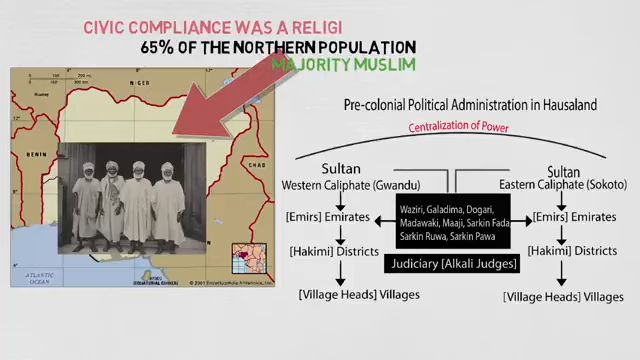 CIVIC COMPLIANCE WAS A RELIGI
65% OF THE NORTHERN POPULATION
MAJORITY MUSLIM
NIGER
BENIN
CHAD
ATLANTIC
OCEAN
(EQUATORIAL GUINEA)
Pre-colonial Political Administration in Hausaland
Centralization of Power
Sultan
Western Caliphate (Gwandu)
[Emirs] Emirates
[Hakimi] Districts
[Village Heads] Villages
Waziri, Galadima, Dogari,
Madawaki, Maaji, Sarkin Fada,
Sarkin Ruwa, Sarkin Pawa
Judiciary [Alkali Judges]
Sultan
Eastern Caliphate (Sokoto)
[Emirs] Emirates
[Hakimi] Districts
[Village Heads] Villages